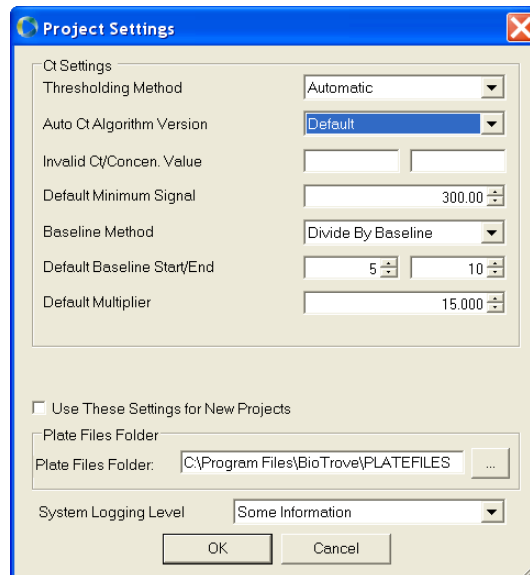 Project Settings
Ct Settings
Thresholding Method Automatic
Auto Ct Algorithm Version Default
Invalid Ct/Concen. Value
Default Minimum Signal 300.00
Baseline Method Divide By Baseline
Default Baseline Start/End 5 10
Default Multiplier 15.000
Use These Settings for New Projects
Plate Files Folder
Plate Files Folder: C:\Program Files\BioTrove\PLATEFILES ...
System Logging Level Some Information
OK Cancel